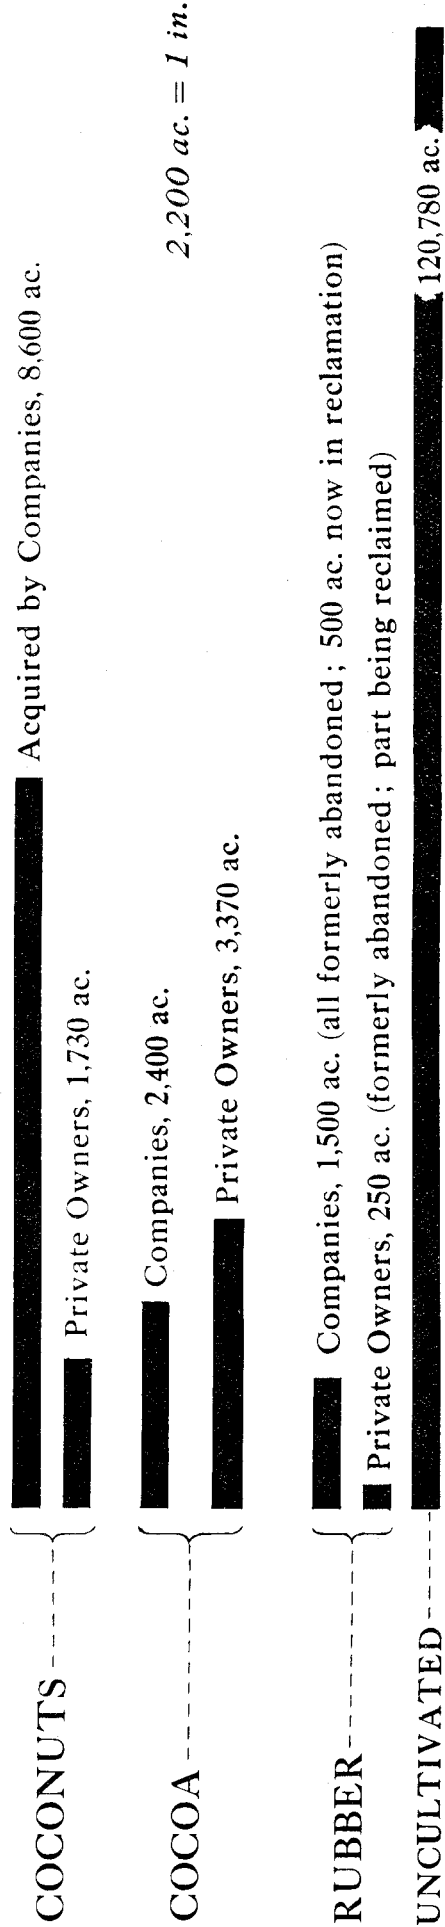 COCONUTS
Acquired by Companies, 8,600 ac.
Private Owners, 1,730 ac.
COCOA
Companies, 2,400 ac.
2,200 ac. = 1 in.
Private Owners, 3,370 ac.
RUBBER
Companies, 1,500 ac. (all formerly abandoned; 500 ac. now in reclamation)
Private Owners, 250 ac. (formerly abandoned; part being reclaimed)
UNCULTIVATED
120,780 ac.